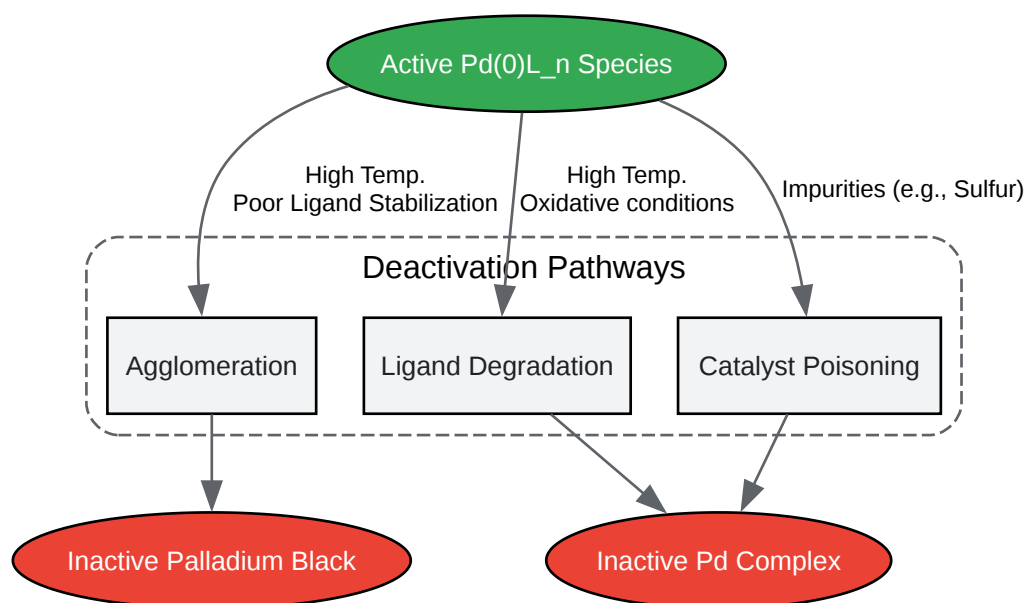 Active Pd(0)L_n Species
High Temp.
Poor Ligand Stabilization
High Temp.
Oxidative conditions
Impurities (e.g., Sulfur)
Deactivation Pathways
Agglomeration
Ligand Degradation
Catalyst Poisoning
Inactive Palladium Black
Inactive Pd Complex